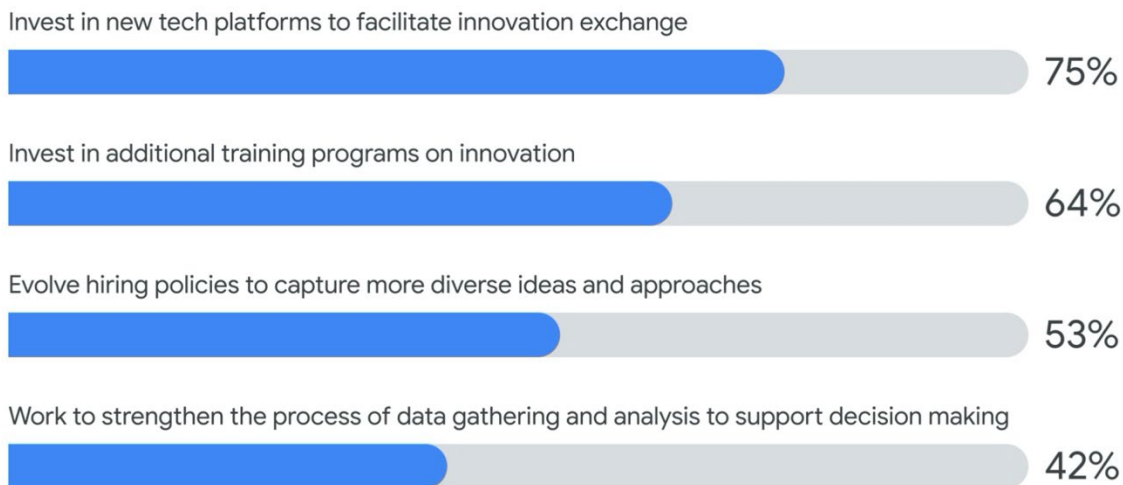 Invest in new tech platforms to facilitate innovation exchange
75%
Invest in additional training programs on innovation
64%
Evolve hiring policies to capture more diverse ideas and approaches
53%
Work to strengthen the process of data gathering and analysis to support decision making
42%